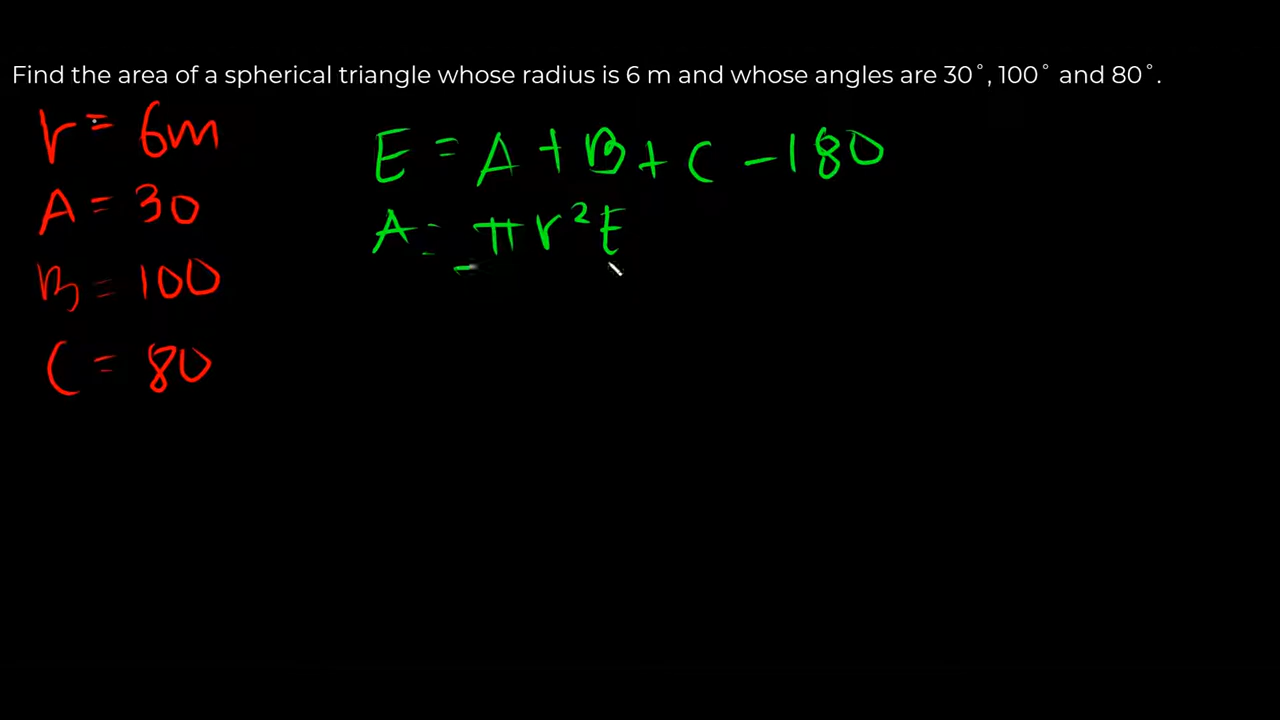 Find the area of a spherical triangle whose radius is 6 m and whose angles are 30˚, 100˚ and 80˚.
r = 6m
A = 30
B = 100
C = 80
E = A + B + C - 180
A = πr²E